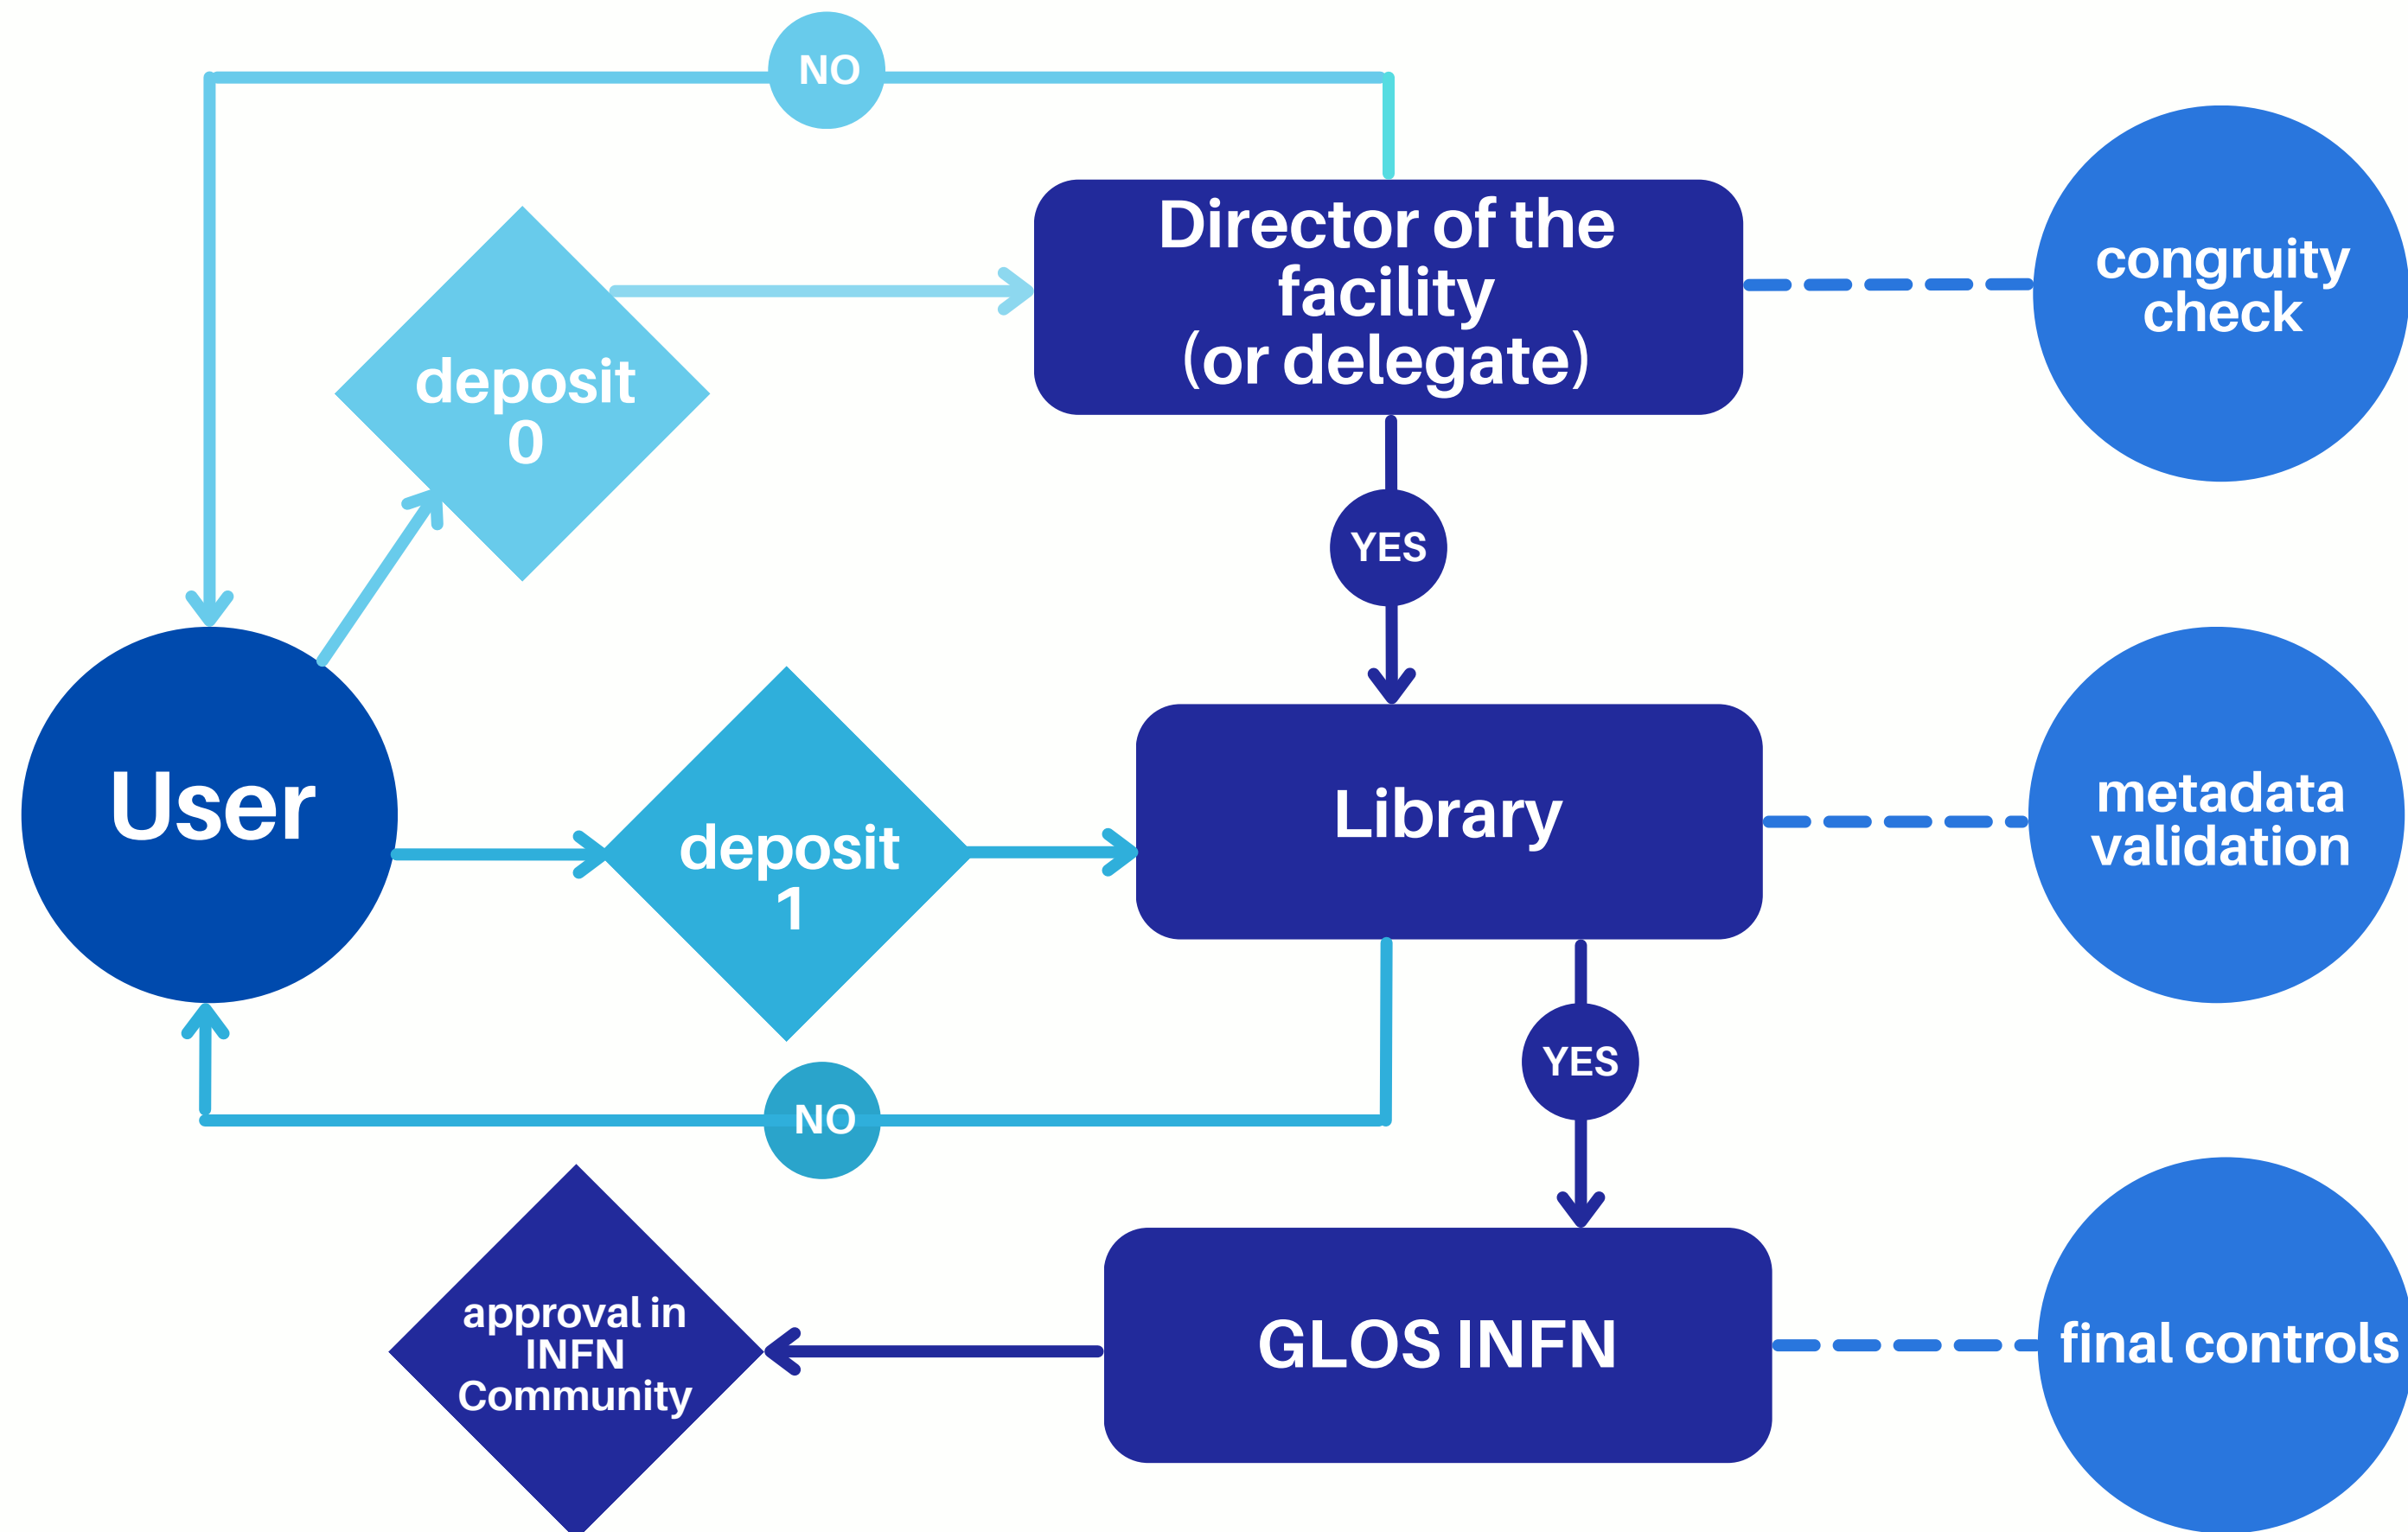 NO
Director of the
facility
(or delegate)
congruity
check
deposit
0
YES
User
deposit
1
Library
metadata
validation
NO
YES
approval in
INFN
Community
GLOS INFN
final controls